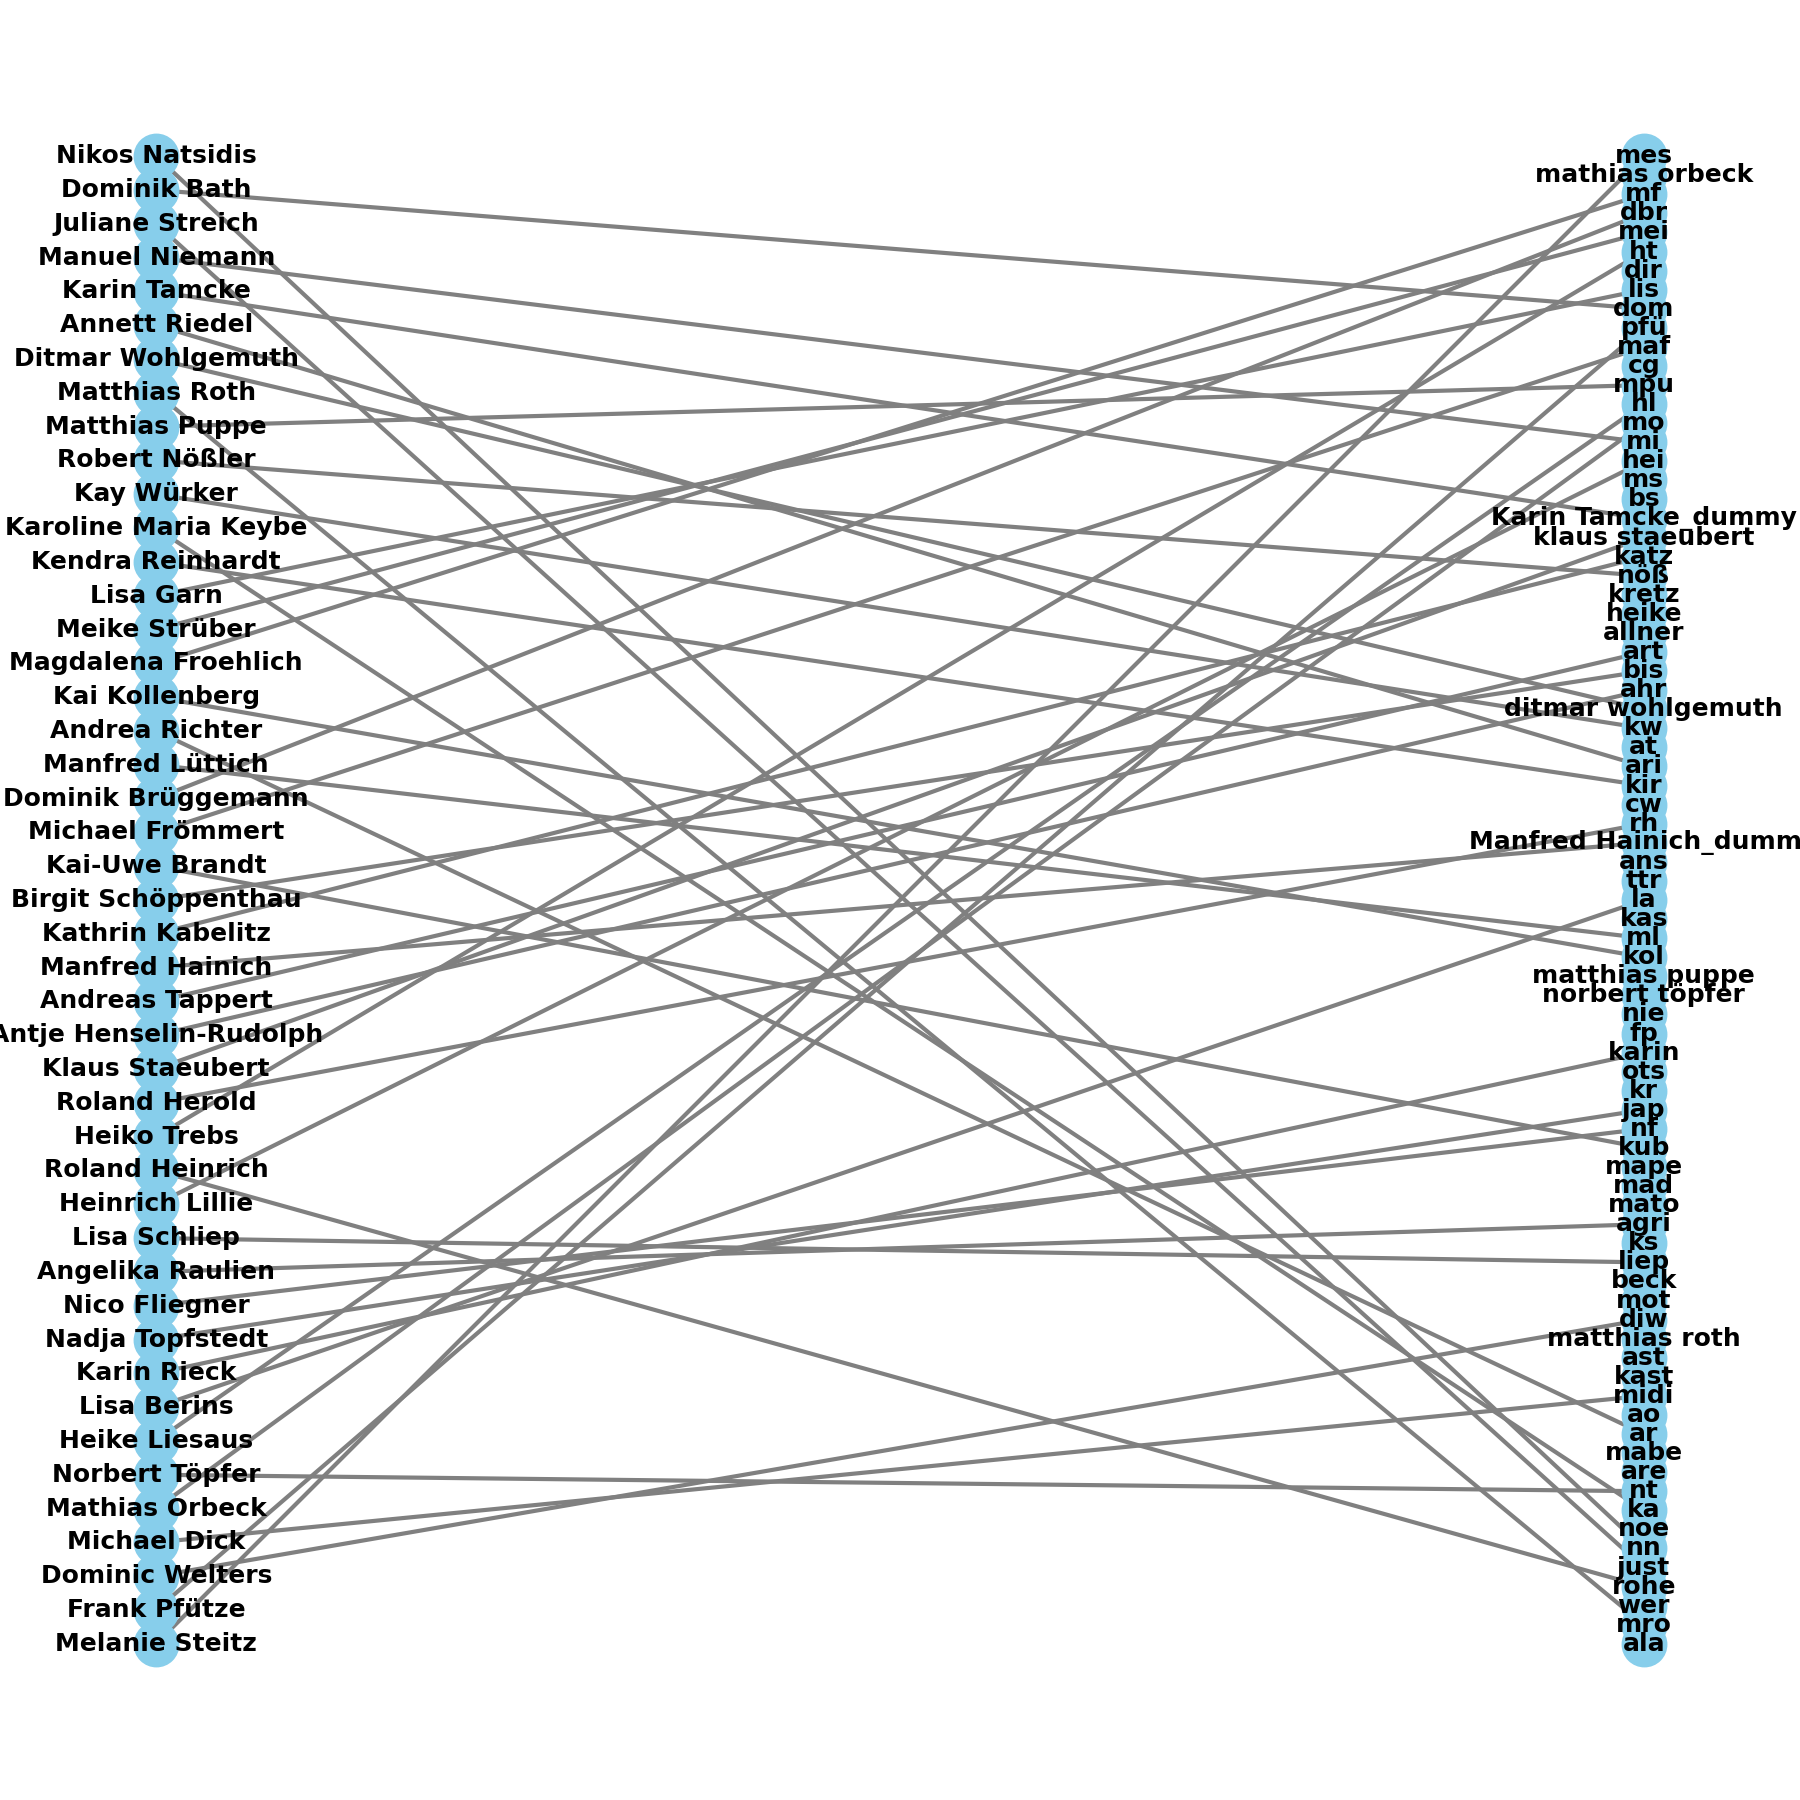 Nikos Natsidis
Dominik Bath
Juliane Streich
Manuel Niemann
Karin Tamcke
Annett Riedel
Ditmar Wohlgemuth
Matthias Roth
Matthias Puppe
Robert Nößler
Kay Würker
Karoline Maria Keybe
Kendra Reinhardt
Lisa Garn
Meike Strüber
Magdalena Froehlich
Kai Kollenberg
Andrea Richter
Manfred Lüttich
Dominik Brüggemann
Michael Frömmert
Kai-Uwe Brandt
Birgit Schöppenthau
Kathrin Kabelitz
Manfred Hainich
Andreas Tappert
Antje Henselin-Rudolph
Klaus Staeubert
Roland Herold
Heiko Trebs
Roland Heinrich
Heinrich Lillie
Lisa Schliep
Angelika Raulien
Nico Fliegner
Nadja Topfstedt
Karin Rieck
Lisa Berins
Heike Liesaus
Norbert Töpfer
Mathias Orbeck
Michael Dick
Dominic Welters
Frank Pfütze
Melanie Steitz
mes
mathias orbeck
mf
dbr
mei
ht
dir
lis
dom
pfü
maf
cg
mpu
hl
mo
mi
hei
ms
bs
Karin Tamcke_dummy
klaus staeubert
katz
nöß
kretz
heike
allner
art
bis
ahr
ditmar wohlgemuth
kw
at
ari
kir
cw
rh
Manfred Hainich_dumm
ans
ttr
la
kas
ml
kol
matthias puppe
norbert töpfer
nie
fp
karin
ots
kr
jap
nf
kub
mape
mad
mato
agri
ks
liep
beck
mot
diw
matthias roth
ast
kast
midi
ao
ar
mabe
are
nt
ka
noe
nn
just
rohe
wer
mro
ala